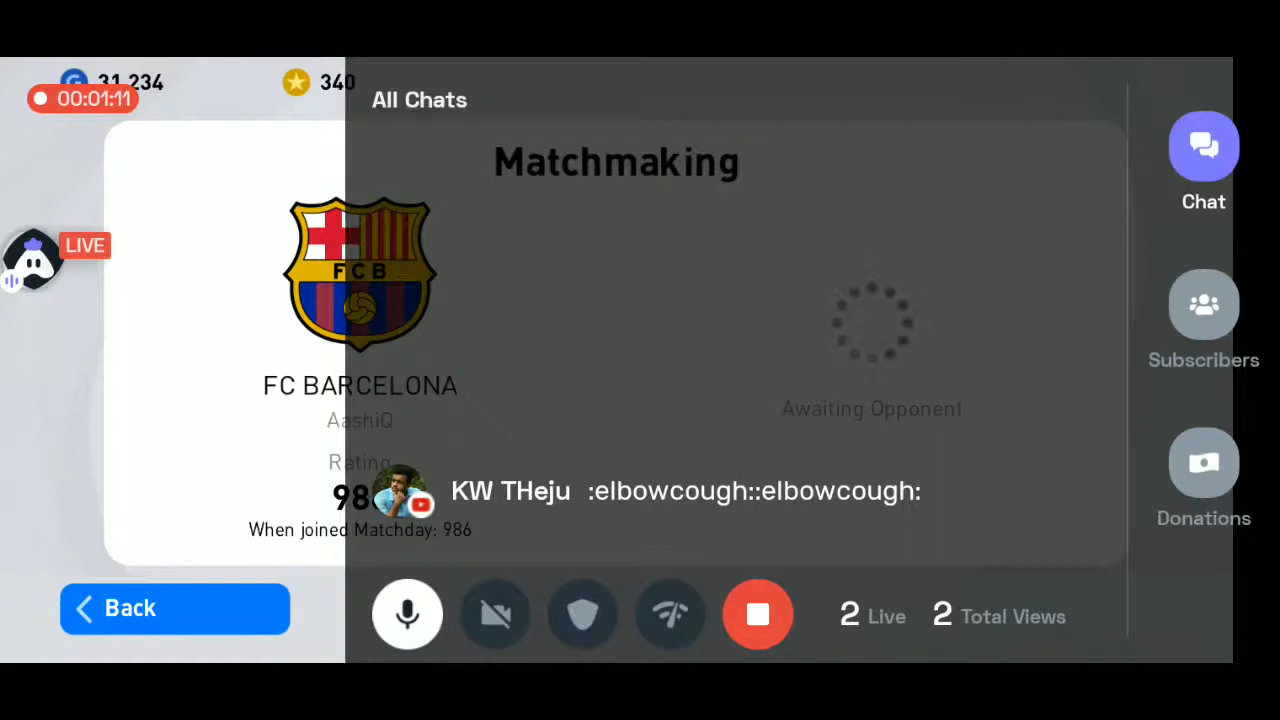 31,234
340
00:01:11
All Chats
Matchmaking
Chat
LIVE
FCB
Subscribers
FC BARCELONA
AashiQ
Awaiting Opponent
Rating
98
KW THeju :elbowcough::elbowcough:
When joined Matchday: 986
Donations
Back
2 Live 2 Total Views